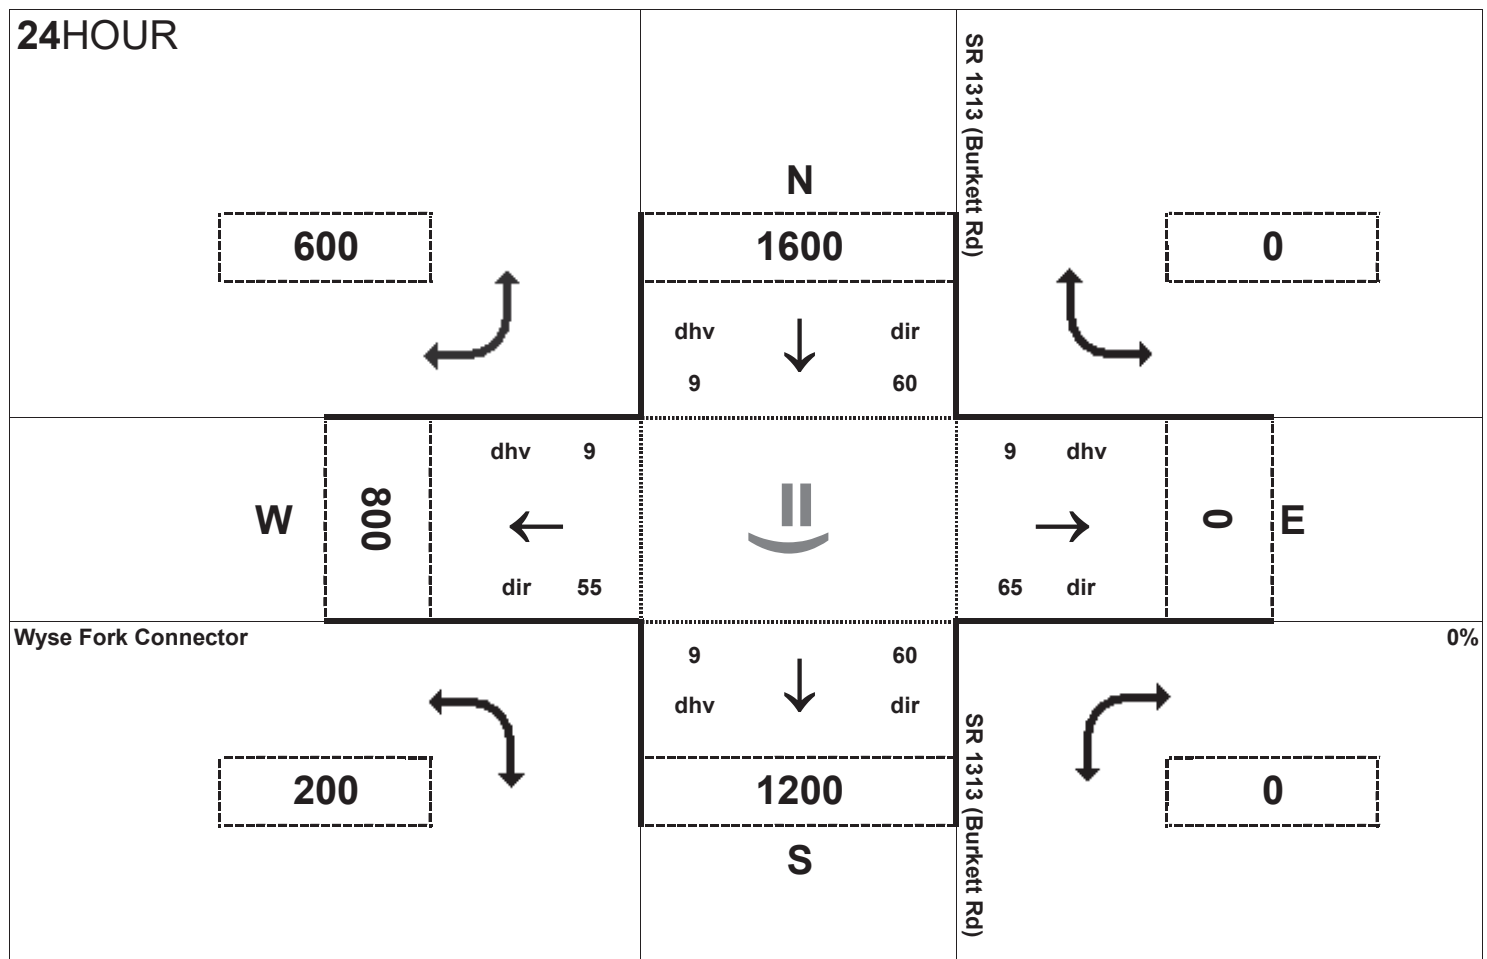 24HOUR
SR 1313 (Burkett Rd)
N
600
1600
0
dhv
dir
9
60
dhv 9
9 dhv
W
800
0
E
dir 55
65 dir
Wyse Fork Connector
0%
9
60
dhv
dir
SR 1313 (Burkett Rd)
200
1200
0
S